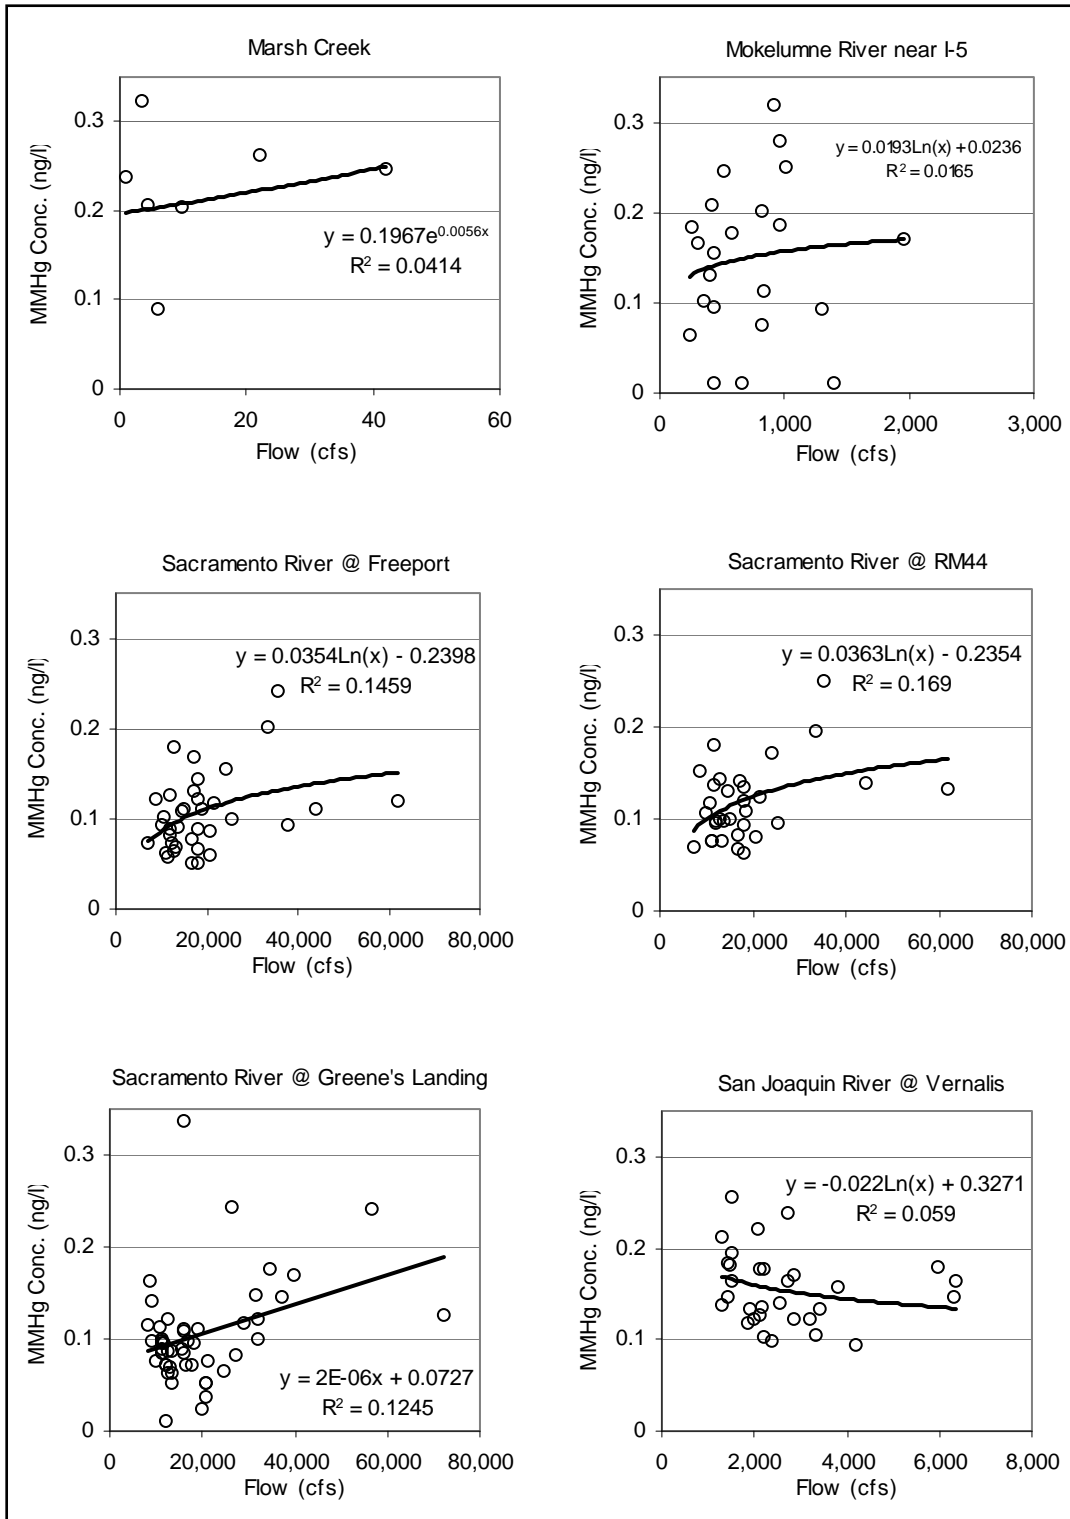 Marsh Creek
MMHg Conc. (ng/l)
0.3
0.2
0.1
0
y = 0.1967e^0.0056x
R² = 0.0414
0 20 40 60
Flow (cfs)
Mokelumne River near I-5
MMHg Conc. (ng/l)
0.3
0.2
0.1
0
y = 0.0193Ln(x) + 0.0236
R² = 0.0165
0 1,000 2,000 3,000
Flow (cfs)
Sacramento River @ Freeport
MMHg Conc. (ng/l)
0.3
0.2
0.1
0
y = 0.0354Ln(x) - 0.2398
R² = 0.1459
0 20,000 40,000 60,000 80,000
Flow (cfs)
Sacramento River @ RM44
MMHg Conc. (ng/l)
0.3
0.2
0.1
0
y = 0.0363Ln(x) - 0.2354
R² = 0.169
0 20,000 40,000 60,000 80,000
Flow (cfs)
Sacramento River @ Greene's Landing
MMHg Conc. (ng/l)
0.3
0.2
0.1
0
y = 2E-06x + 0.0727
R² = 0.1245
0 20,000 40,000 60,000 80,000
Flow (cfs)
San Joaquin River @ Vernalis
MMHg Conc. (ng/l)
0.3
0.2
0.1
0
y = -0.022Ln(x) + 0.3271
R² = 0.059
0 2,000 4,000 6,000 8,000
Flow (cfs)